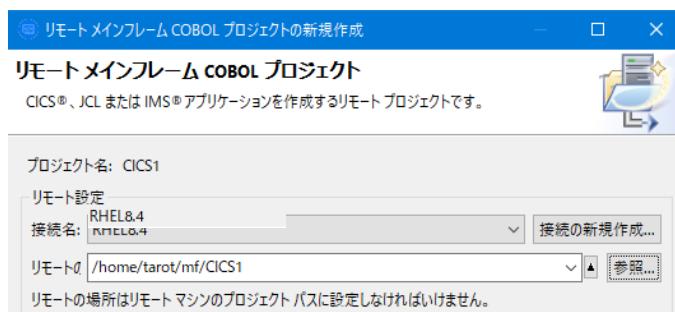 リモート メインフレーム COBOL プロジェクトの新規作成
リモート メインフレーム COBOL プロジェクト
CICS®、JCL または IMS® アプリケーションを作成するリモート プロジェクトです。
プロジェクト名: CICS1
リモート設定
RHEL8.4
接続名: RHEL8.4 接続の新規作成...
リモートの /home/tarot/mf/CICS1 参照...
リモートの場所はリモート マシンのプロジェクト パスに設定しなければいけません。